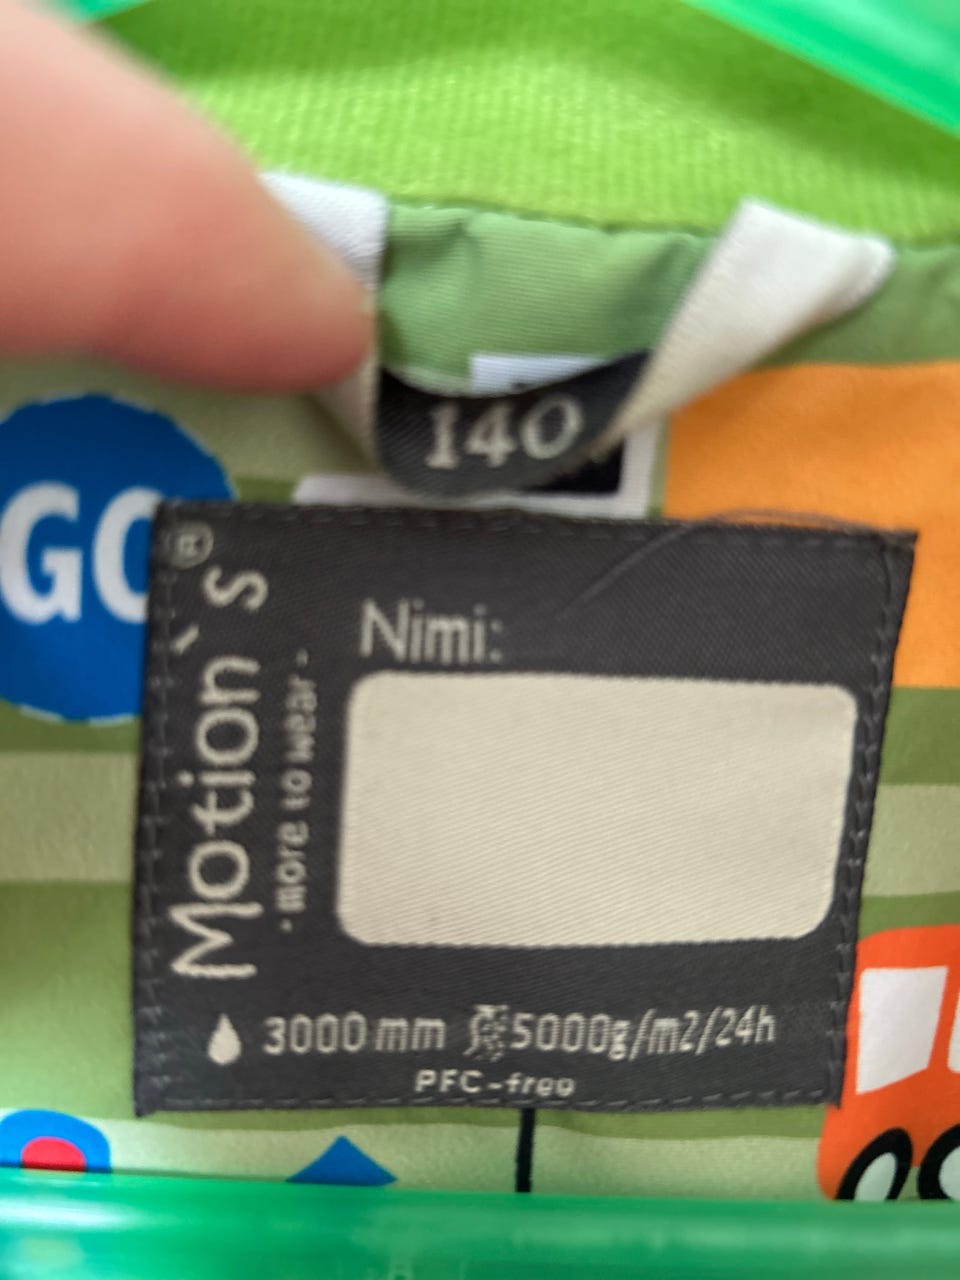 140
GO
®
Motion´s
- more to wear -
Nimi:
3000 mm 5000g/m2/24h
PFC-free